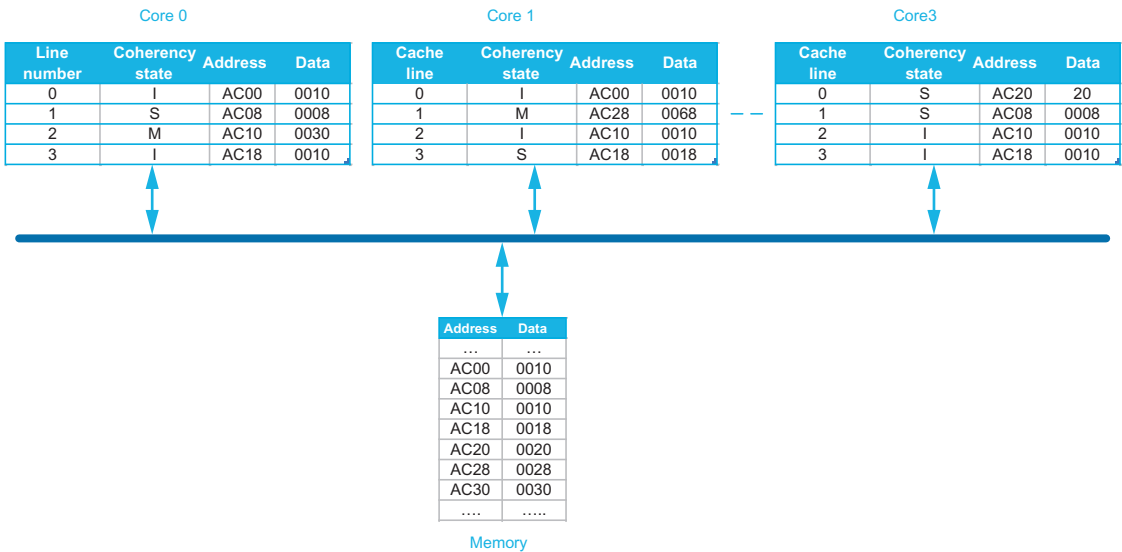 Core 0
Line number Coherency state Address Data
0 I AC00 0010
1 S AC08 0008
2 M AC10 0030
3 I AC18 0010
Core 1
Cache line Coherency state Address Data
0 I AC00 0010
1 M AC28 0068
2 I AC10 0010
3 S AC18 0018
Core3
Cache line Coherency state Address Data
0 S AC20 20
1 S AC08 0008
2 I AC10 0010
3 I AC18 0010
Address Data
… …
AC00 0010
AC08 0008
AC10 0010
AC18 0018
AC20 0020
AC28 0028
AC30 0030
…. …..
Memory